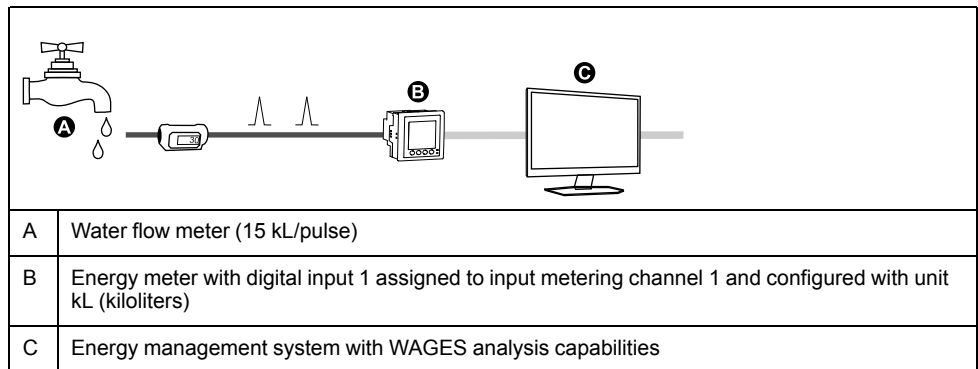 C
B
A
30
A Water flow meter (15 kL/pulse)
B Energy meter with digital input 1 assigned to input metering channel 1 and configured with unit
kL (kiloliters)
C Energy management system with WAGES analysis capabilities